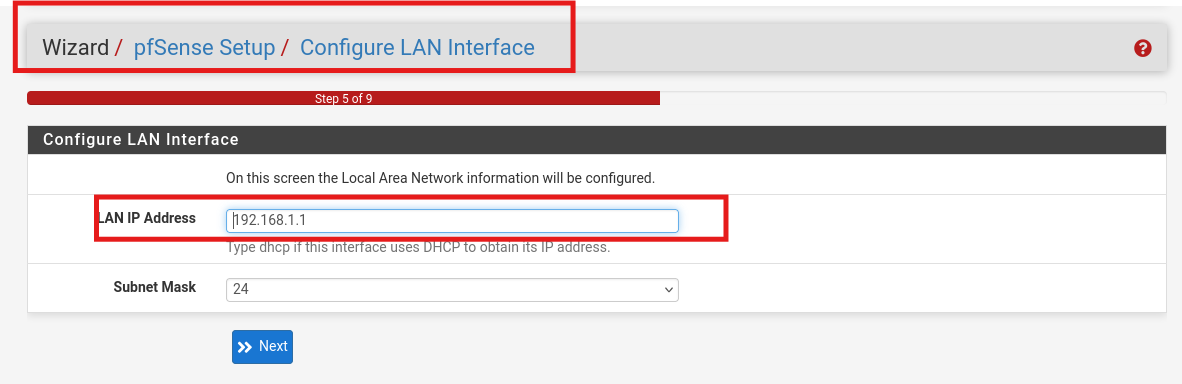 Wizard / pfSense Setup / Configure LAN Interface
Step 5 of 9
Configure LAN Interface
On this screen the Local Area Network information will be configured.
LAN IP Address 192.168.1.1
Type dhcp if this interface uses DHCP to obtain its IP address.
Subnet Mask 24
Next